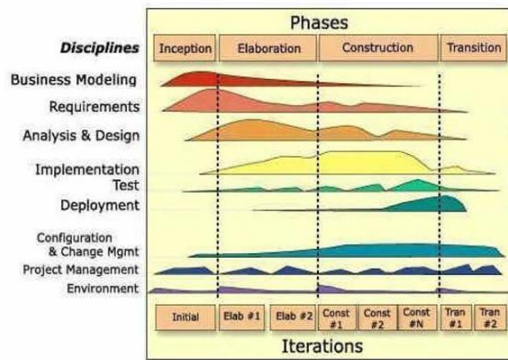 Phases
Disciplines Inception Elaboration Construction Transition
Business Modeling
Requirements
Analysis & Design
Implementation
Test
Deployment
Configuration
& Change Mgmt
Project Management
Environment
Initial Elab #1 Elab #2 Const #1 Const #2 Const #N Tran #1 Tran #2
Iterations